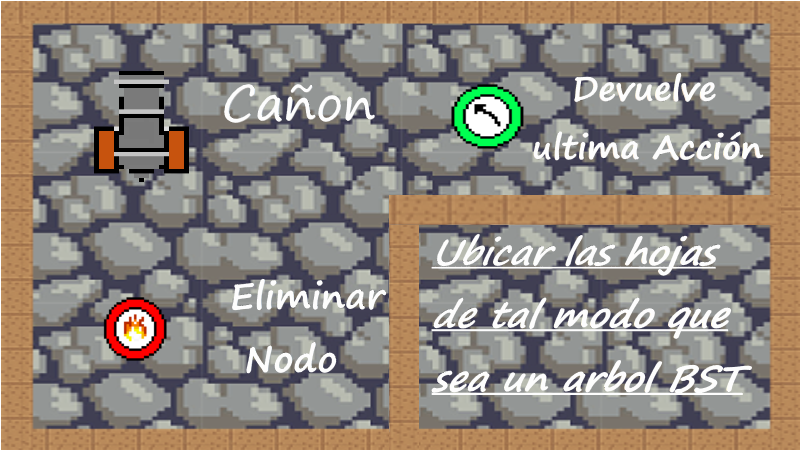 Cañon
Devuelve
ultima Acción
Eliminar
Nodo
Ubicar las hojas
de tal modo que
sea un arbol BST